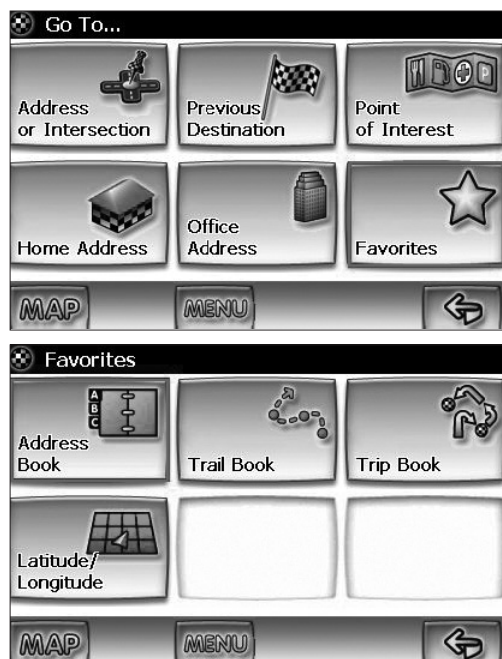 Go To...
Address
or Intersection
Previous
Destination
Point
of Interest
P
Home Address
Office
Address
Favorites
MAP
MENU
Favorites
A
B
C
Address
Book
Trail Book
Trip Book
Latitude/
Longitude
MAP
MENU